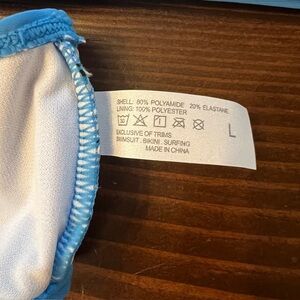 SHELL: 80% POLYAMIDE 20% ELASTANE
LINING: 100% POLYESTER
L
EXCLUSIVE OF TRIMS
SWIMSUIT . BIKINI . SURFING
MADE IN CHINA